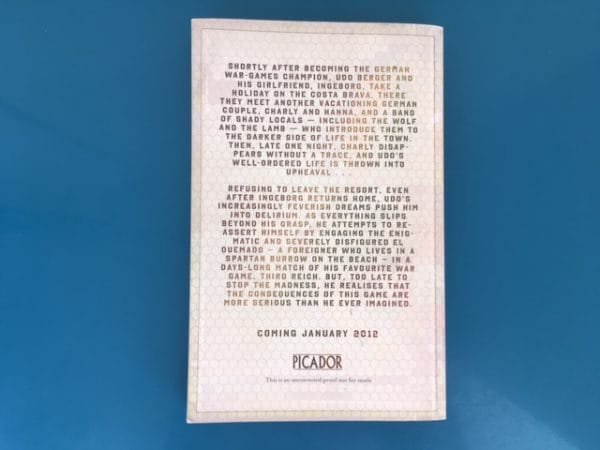 SHORTLY AFTER BECOMING THE GERMAN
WAR-GAMES CHAMPION, UDO BERGER AND
HIS GIRLFRIEND, INGEBORG, TAKE A
HOLIDAY ON THE COSTA BRAVA. THERE
THEY MEET ANOTHER VACATIONING GERMAN
COUPLE, CHARLY AND HANNA, AND A BAND
OF SHADY LOCALS — INCLUDING THE WOLF
AND THE LAMB — WHO INTRODUCE THEM TO
THE DARKER SIDE OF LIFE IN THE TOWN.
THEN, LATE ONE NIGHT, CHARLY DISAP-
PEARS WITHOUT A TRACE, AND UDO'S
WELL-ORDERED LIFE IS THROWN INTO
UPHEAVAL . . .
REFUSING TO LEAVE THE RESORT, EVEN
AFTER INGEBORG RETURNS HOME, UDO'S
INCREASINGLY FEVERISH DREAMS PUSH HIM
INTO DELIRIUM. AS EVERYTHING SLIPS
BEYOND HIS GRASP, HE ATTEMPTS TO RE-
ASSERT HIMSELF BY ENGAGING THE ENIG-
MATIC AND SEVERELY DISFIGURED EL
QUEMADO — A FOREIGNER WHO LIVES IN A
SPARTAN BURROW ON THE BEACH — IN A
DAYS-LONG MATCH OF HIS FAVOURITE WAR
GAME, THIRD REICH. BUT, TOO LATE TO
STOP THE MADNESS, HE REALISES THAT
THE CONSEQUENCES OF THIS GAME ARE
MORE SERIOUS THAN HE EVER IMAGINED.
COMING JANUARY 2012
PICADOR
This is an uncorrected proof not for resale